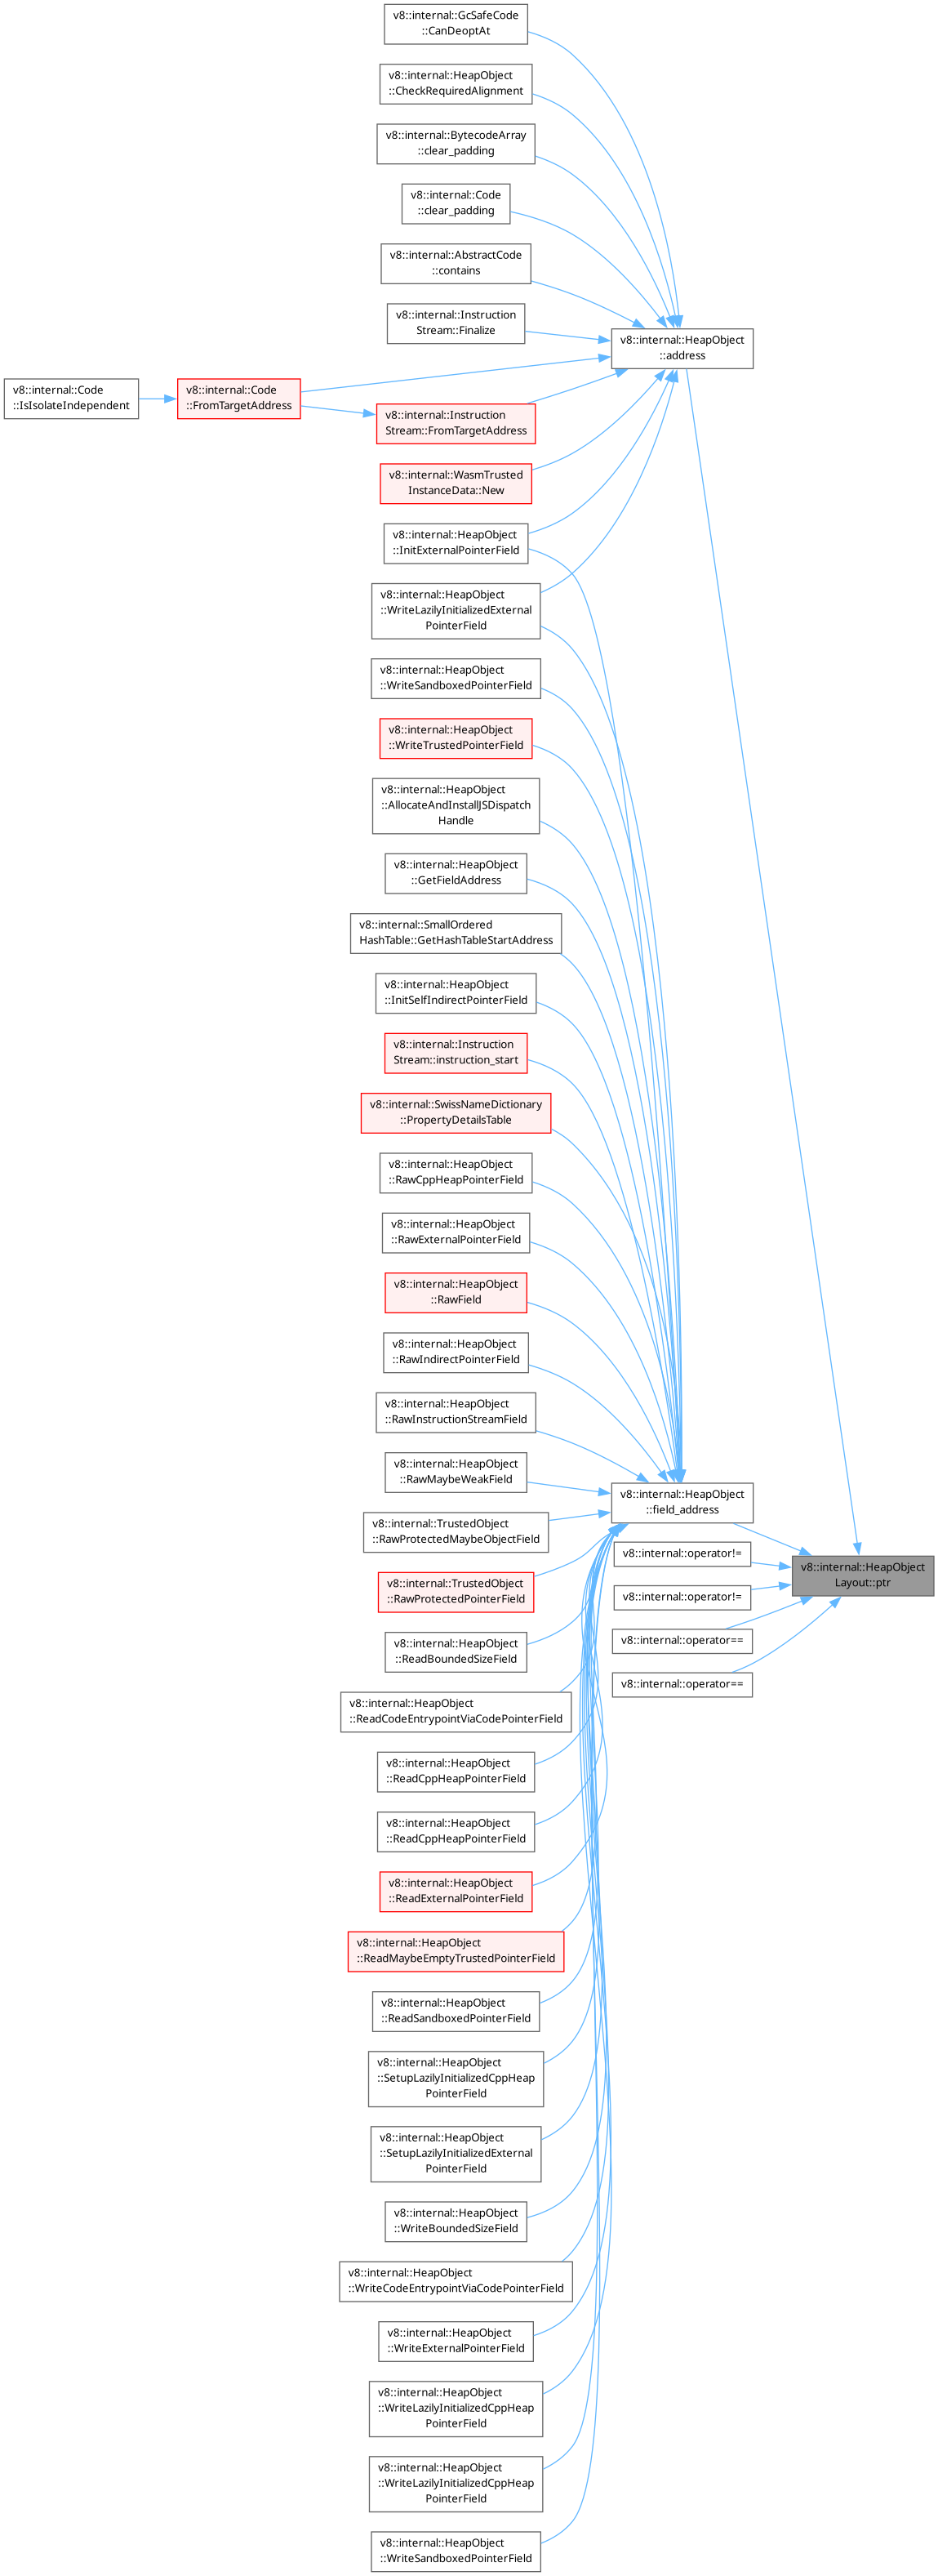 v8::internal::GcSafeCode
::CanDeoptAt
v8::internal::HeapObject
::CheckRequiredAlignment
v8::internal::BytecodeArray
::clear_padding
v8::internal::Code
::clear_padding
v8::internal::AbstractCode
::contains
v8::internal::Instruction
Stream::Finalize
v8::internal::HeapObject
::address
v8::internal::Code
::IsIsolateIndependent
v8::internal::Code
::FromTargetAddress
v8::internal::Instruction
Stream::FromTargetAddress
v8::internal::WasmTrusted
InstanceData::New
v8::internal::HeapObject
::InitExternalPointerField
v8::internal::HeapObject
::WriteLazilyInitializedExternal
PointerField
v8::internal::HeapObject
::WriteSandboxedPointerField
v8::internal::HeapObject
::WriteTrustedPointerField
v8::internal::HeapObject
::AllocateAndInstallJSDispatch
Handle
v8::internal::HeapObject
::GetFieldAddress
v8::internal::SmallOrdered
HashTable::GetHashTableStartAddress
v8::internal::HeapObject
::InitSelfIndirectPointerField
v8::internal::Instruction
Stream::instruction_start
v8::internal::SwissNameDictionary
::PropertyDetailsTable
v8::internal::HeapObject
::RawCppHeapPointerField
v8::internal::HeapObject
::RawExternalPointerField
v8::internal::HeapObject
::RawField
v8::internal::HeapObject
::RawIndirectPointerField
v8::internal::HeapObject
::RawInstructionStreamField
v8::internal::HeapObject
::RawMaybeWeakField
v8::internal::HeapObject
::field_address
v8::internal::TrustedObject
::RawProtectedMaybeObjectField
v8::internal::operator!=
v8::internal::HeapObject
Layout::ptr
v8::internal::TrustedObject
::RawProtectedPointerField
v8::internal::operator!=
v8::internal::HeapObject
::ReadBoundedSizeField
v8::internal::operator==
v8::internal::operator==
v8::internal::HeapObject
::ReadCodeEntrypointViaCodePointerField
v8::internal::HeapObject
::ReadCppHeapPointerField
v8::internal::HeapObject
::ReadCppHeapPointerField
v8::internal::HeapObject
::ReadExternalPointerField
v8::internal::HeapObject
::ReadMaybeEmptyTrustedPointerField
v8::internal::HeapObject
::ReadSandboxedPointerField
v8::internal::HeapObject
::SetupLazilyInitializedCppHeap
PointerField
v8::internal::HeapObject
::SetupLazilyInitializedExternal
PointerField
v8::internal::HeapObject
::WriteBoundedSizeField
v8::internal::HeapObject
::WriteCodeEntrypointViaCodePointerField
v8::internal::HeapObject
::WriteExternalPointerField
v8::internal::HeapObject
::WriteLazilyInitializedCppHeap
PointerField
v8::internal::HeapObject
::WriteLazilyInitializedCppHeap
PointerField
v8::internal::HeapObject
::WriteSandboxedPointerField